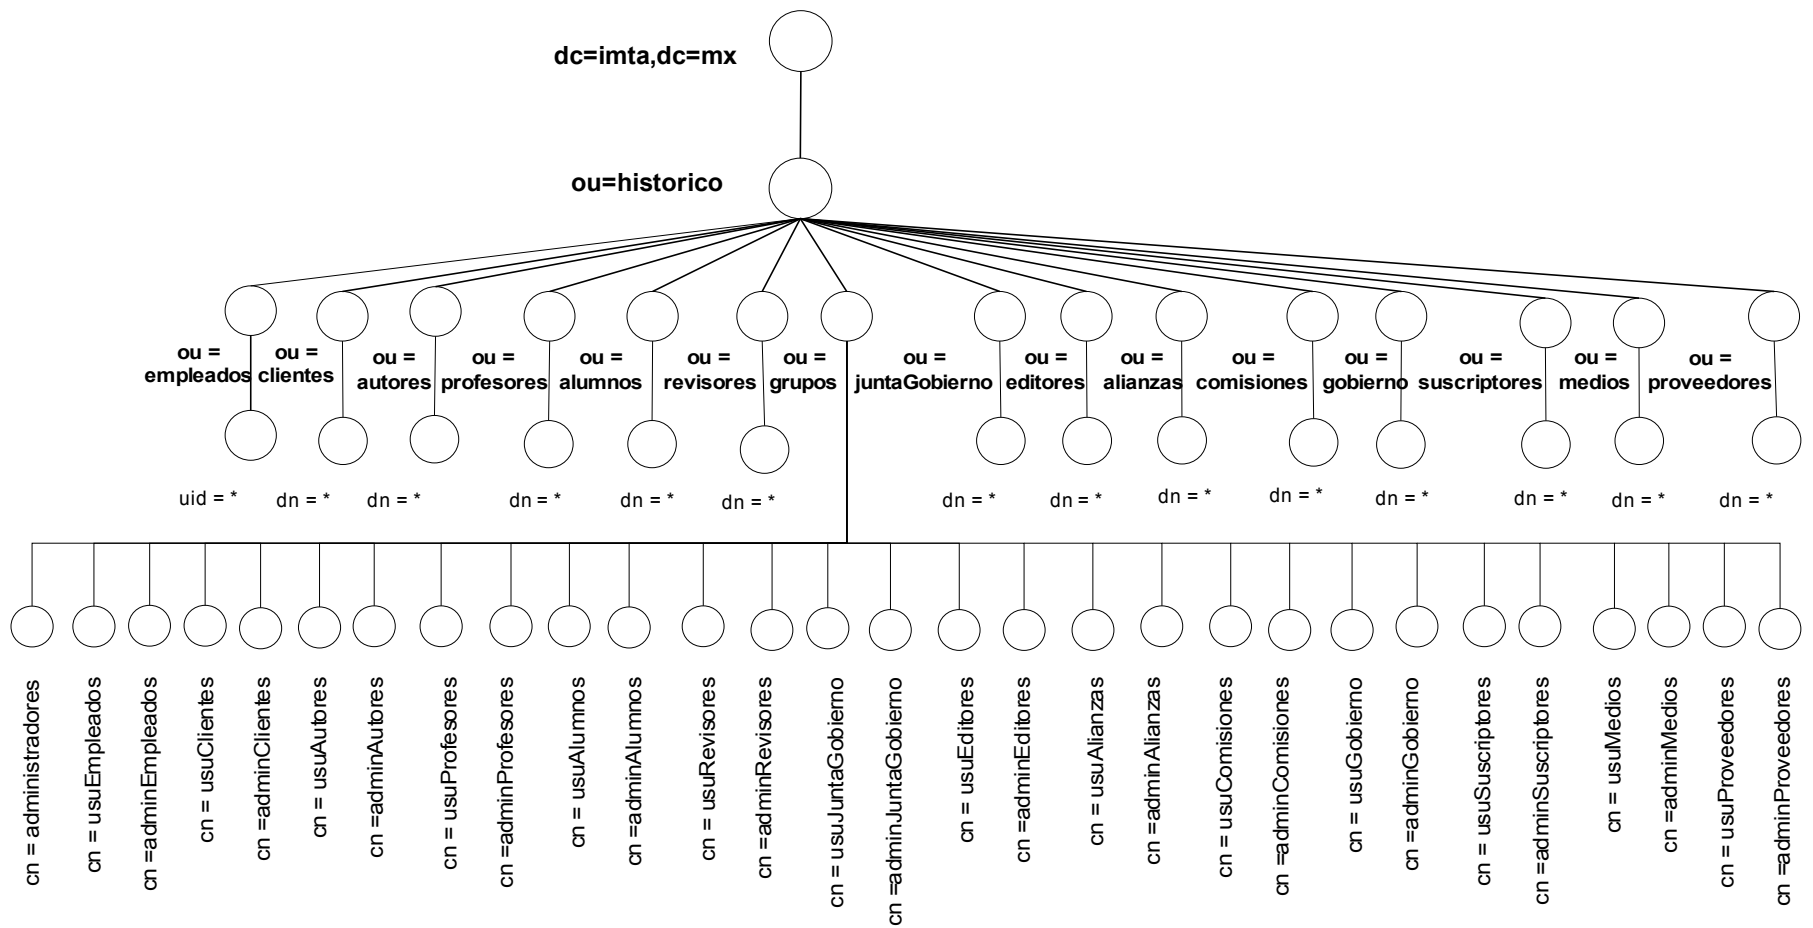 dc=imta,dc=mx
ou=historico
ou =
empleados
ou =
clientes
ou =
autores
ou =
profesores
ou =
alumnos
ou =
revisores
ou =
grupos
ou =
juntaGobierno
ou =
editores
ou =
alianzas
ou =
comisiones
ou =
gobierno
ou =
suscriptores
ou =
medios
ou =
proveedores
uid = *
dn = *
dn = *
dn = *
dn = *
dn = *
dn = *
dn = *
dn = *
dn = *
dn = *
dn = *
dn = *
dn = *
cn = administradores
cn = usuEmpleados
cn =adminEmpleados
cn = usuClientes
cn =adminClientes
cn = usuAutores
cn =adminAutores
cn = usuProfesores
cn =adminProfesores
cn = usuAlumnos
cn =adminAlumnos
cn = usuRevisores
cn =adminRevisores
cn = usuJuntaGobierno
cn =adminJuntaGobierno
cn = usuEditores
cn =adminEditores
cn = usuAlianzas
cn =adminAlianzas
cn = usuComisiones
cn =adminComisiones
cn = usuGobierno
cn =adminGobierno
cn = usuSuscriptores
cn =adminSuscriptores
cn = usuMedios
cn =adminMedios
cn = usuProveedores
cn =adminProveedores